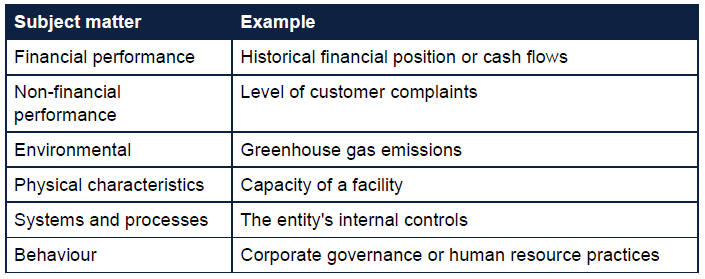 Subject matter Example
Financial performance Historical financial position or cash flows
Non-financial Level of customer complaints
performance
Environmental Greenhouse gas emissions
Physical characteristics Capacity of a facility
Systems and processes The entity's internal controls
Behaviour Corporate governance or human resource practices